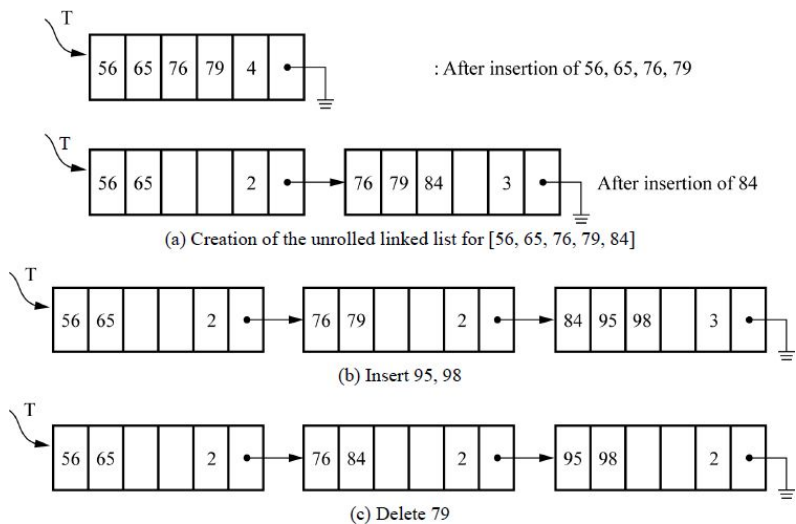 T
56 65 76 79 4
: After insertion of 56, 65, 76, 79
T
56 65 2 76 79 84 3
After insertion of 84
(a) Creation of the unrolled linked list for [56, 65, 76, 79, 84]
T
56 65 2 76 79 2 84 95 98 3
(b) Insert 95, 98
T
56 65 2 76 84 2 95 98 2
(c) Delete 79